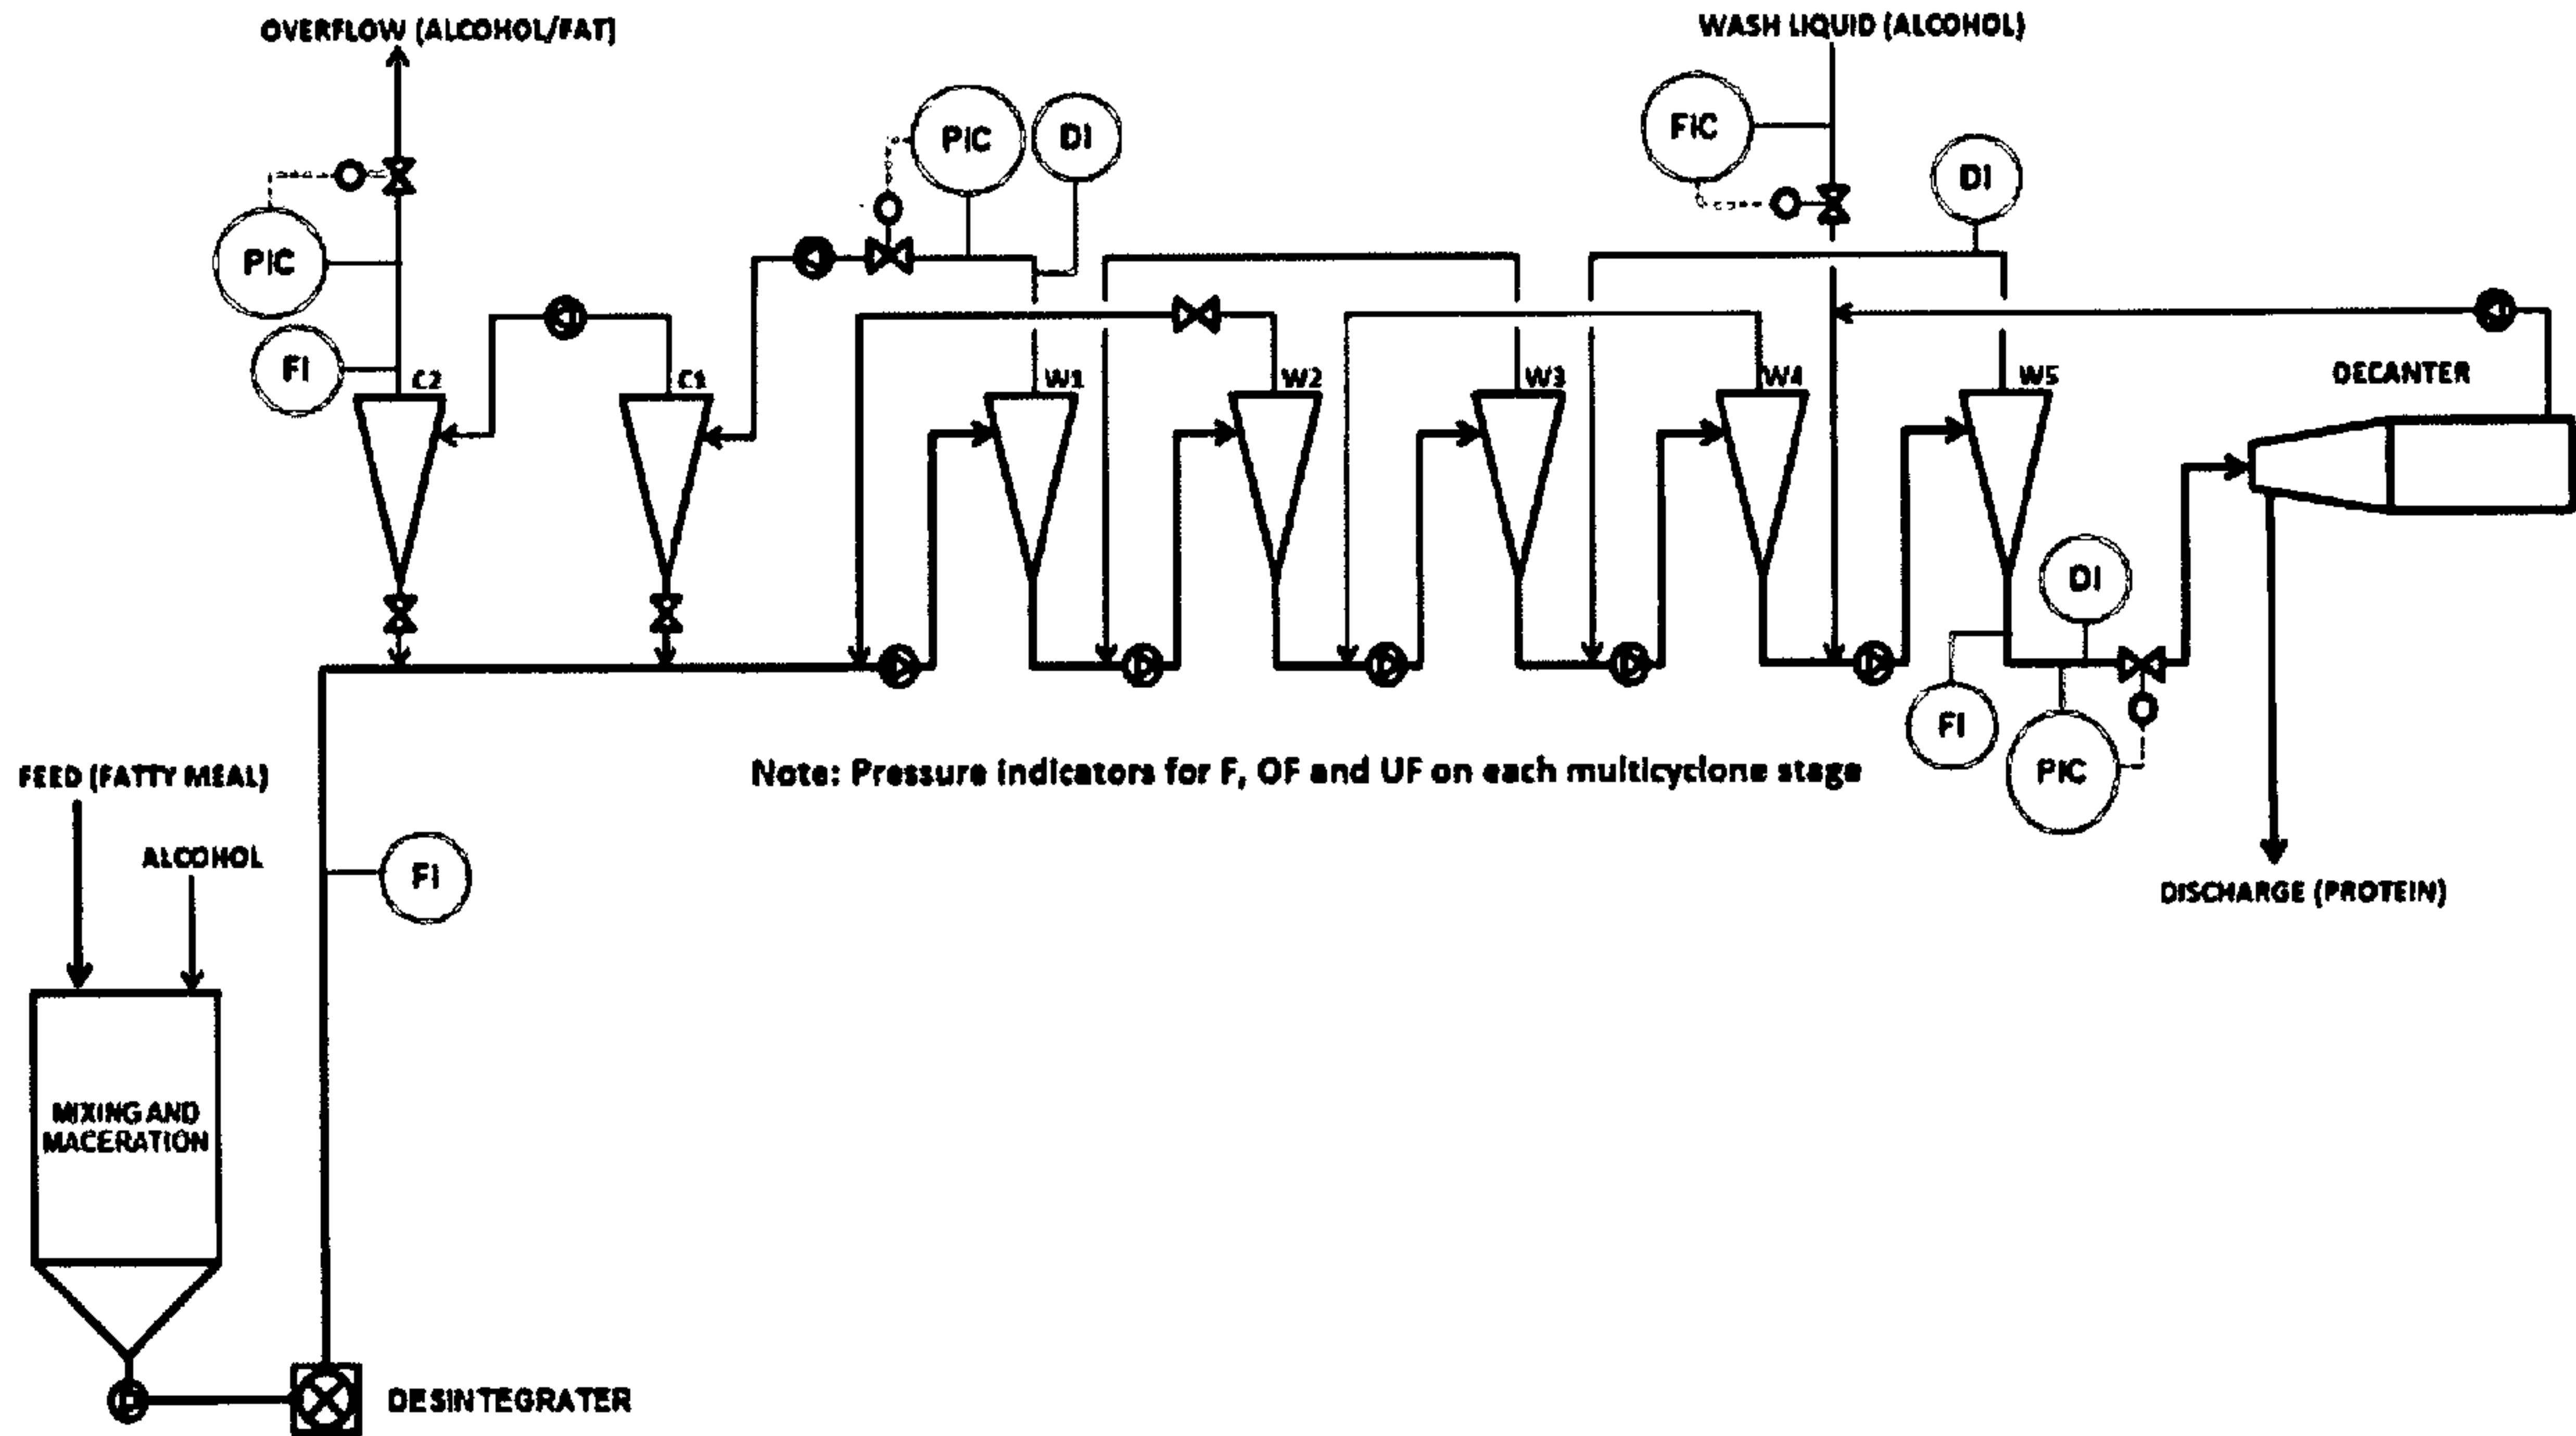 OVERFLOW (ALCOHOL/FAT)
WASH LIQUID (ALCOHOL)
PIC
DI
FIC
DI
PIC
FI
C2
C1
W1
W2
W3
W4
W5
DECANTER
DI
FI
PIC
Note: Pressure indicators for F, OF and UF on each multicyclone stage
FEED (FATTY MEAL)
ALCOHOL
FI
DISCHARGE (PROTEIN)
MIXING AND
MACERATION
DESINTEGRATER